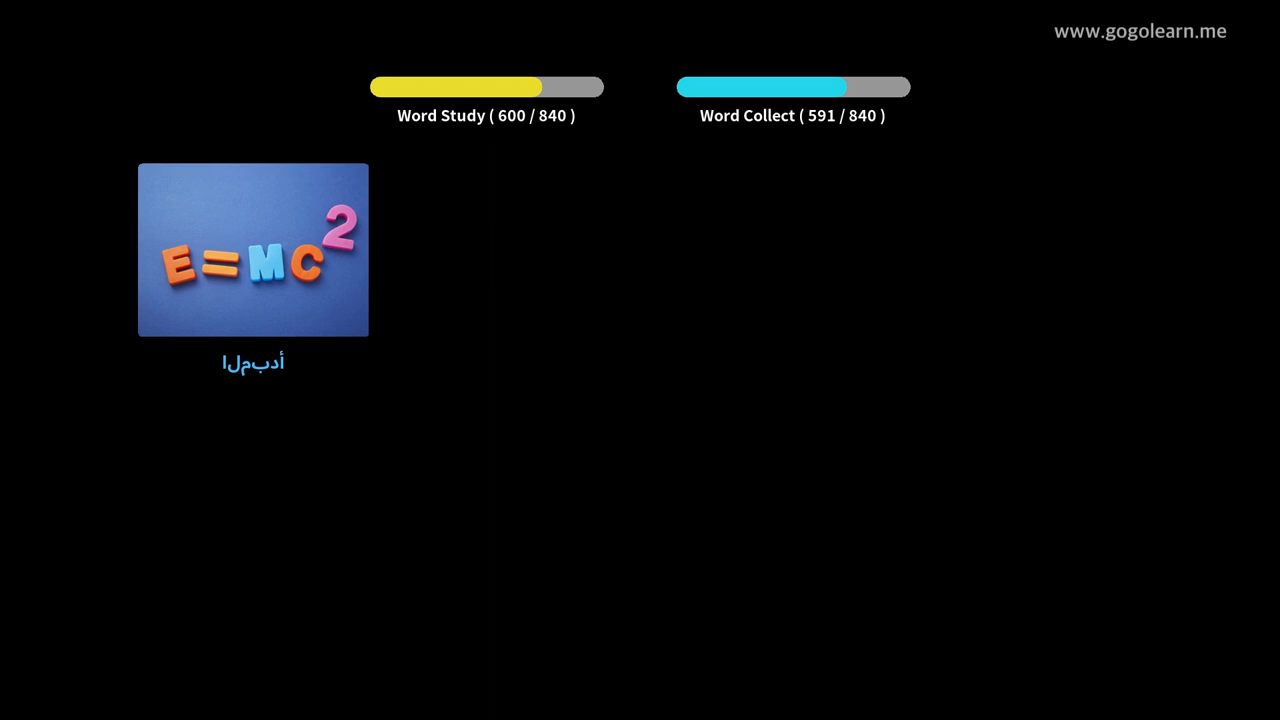 www.gogolearn.me
Word Study ( 600 / 840 )
Word Collect ( 591 / 840 )
E=MC2
المبدأ